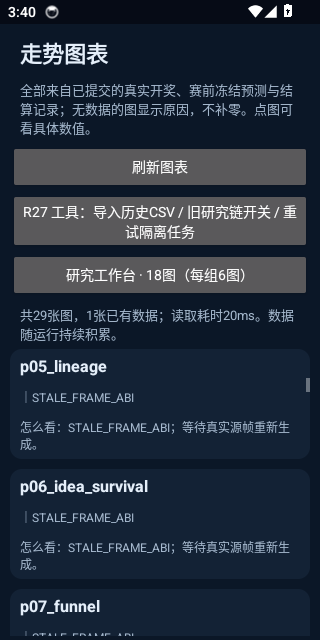 3:40
走势图表
全部来自已提交的真实开奖、赛前冻结预测与结
算记录；无数据的图显示原因，不补零。点图可
看具体数值。
刷新图表
R27 工具：导入历史CSV / 旧研究链开关 / 重
试隔离任务
研究工作台 · 18图（每组6图）
共29张图，1张已有数据；读取耗时20ms。数据
随运行持续积累。
p05_lineage
｜STALE_FRAME_ABI
怎么看：STALE_FRAME_ABI；等待真实源帧重新生
成。
p06_idea_survival
｜STALE_FRAME_ABI
怎么看：STALE_FRAME_ABI；等待真实源帧重新生
成。
p07_funnel